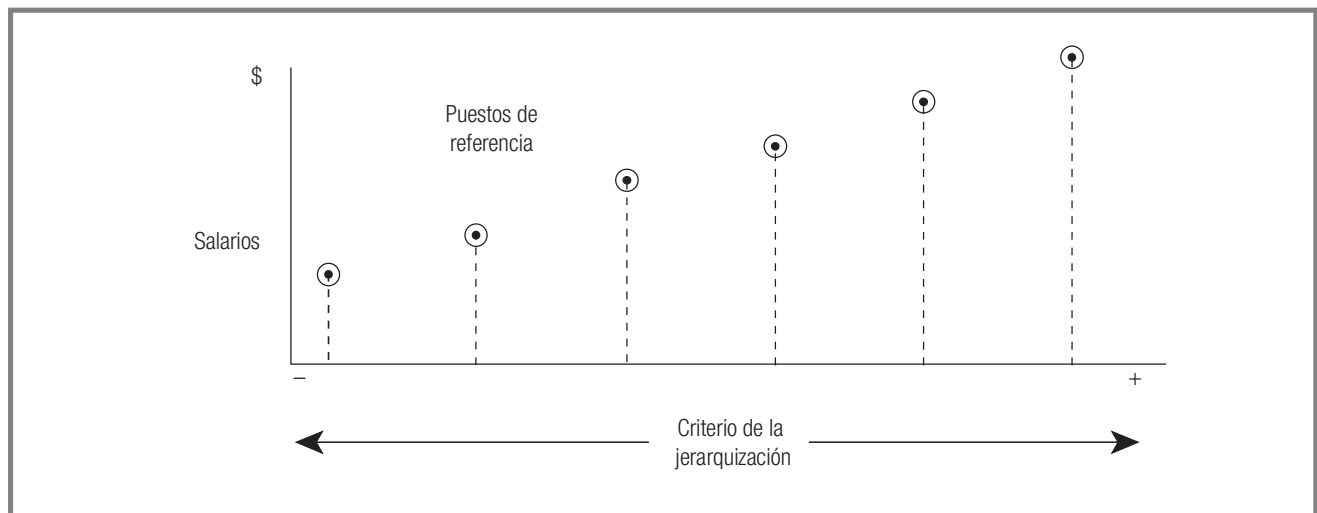 $
Puestos de
referencia
Salarios
− +
Criterio de la
jerarquización